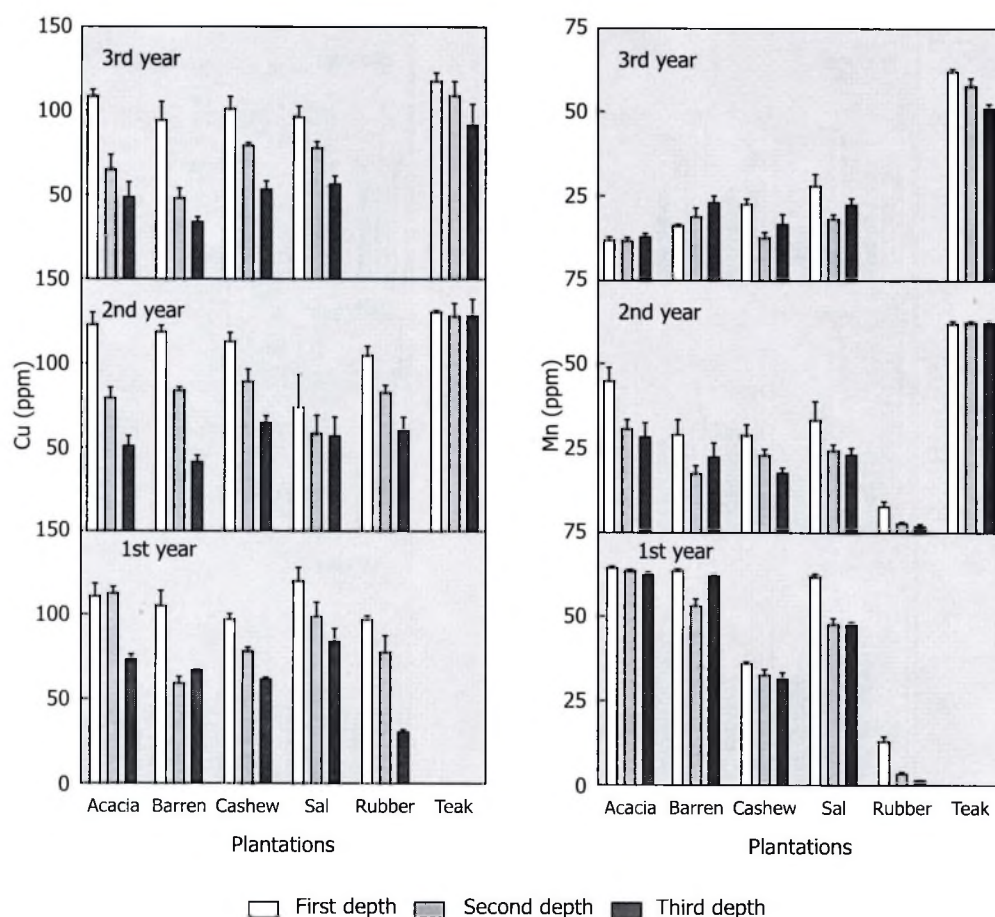 150
3rd year
100
50
150
2nd year
100
50
150
1st year
100
50
0
Cu (ppm)
Acacia Barren Cashew Sal Rubber Teak
Plantations
75
3rd year
50
25
75
2nd year
50
25
75
1st year
50
25
0
Mn (ppm)
Acacia Barren Cashew Sal Rubber Teak
Plantations
First depth Second depth Third depth